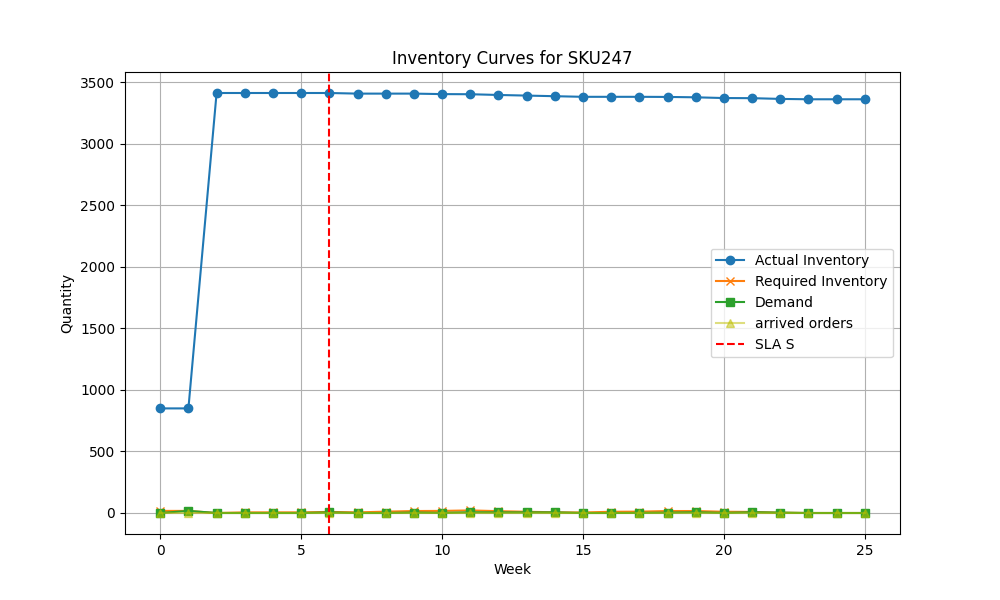 Inventory Curves for SKU247
Quantity
3500
3000
2500
2000
1500
1000
500
0
Actual Inventory
Required Inventory
Demand
arrived orders
SLA S
0 5 10 15 20 25
Week